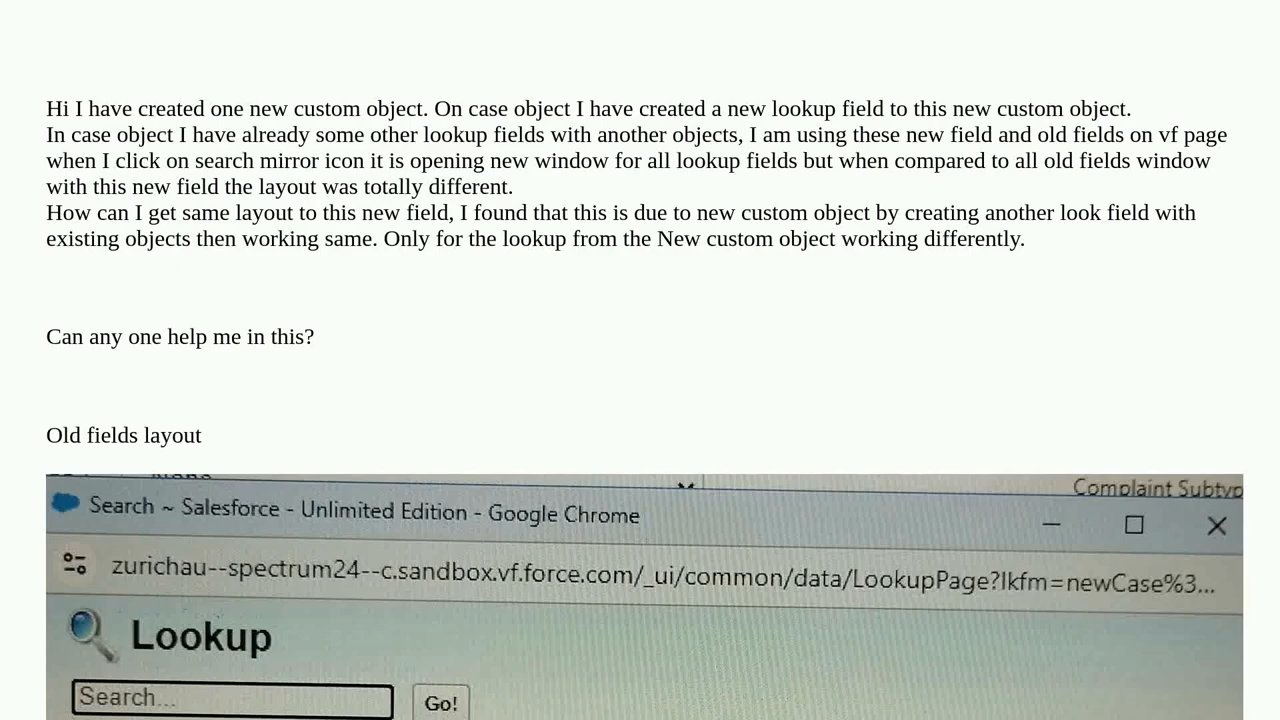 Hi I have created one new custom object. On case object I have created a new lookup field to this new custom object.
In case object I have already some other lookup fields with another objects, I am using these new field and old fields on vf page
when I click on search mirror icon it is opening new window for all lookup fields but when compared to all old fields window
with this new field the layout was totally different.
How can I get same layout to this new field, I found that this is due to new custom object by creating another look field with
existing objects then working same. Only for the lookup from the New custom object working differently.
Can any one help me in this?
Old fields layout
Complaint Subtyp
Search ~ Salesforce - Unlimited Edition - Google Chrome
zurichau--spectrum24--c.sandbox.vf.force.com/_ui/common/data/LookupPage?lkfm=newCase%3...
Lookup
Search...
Go!